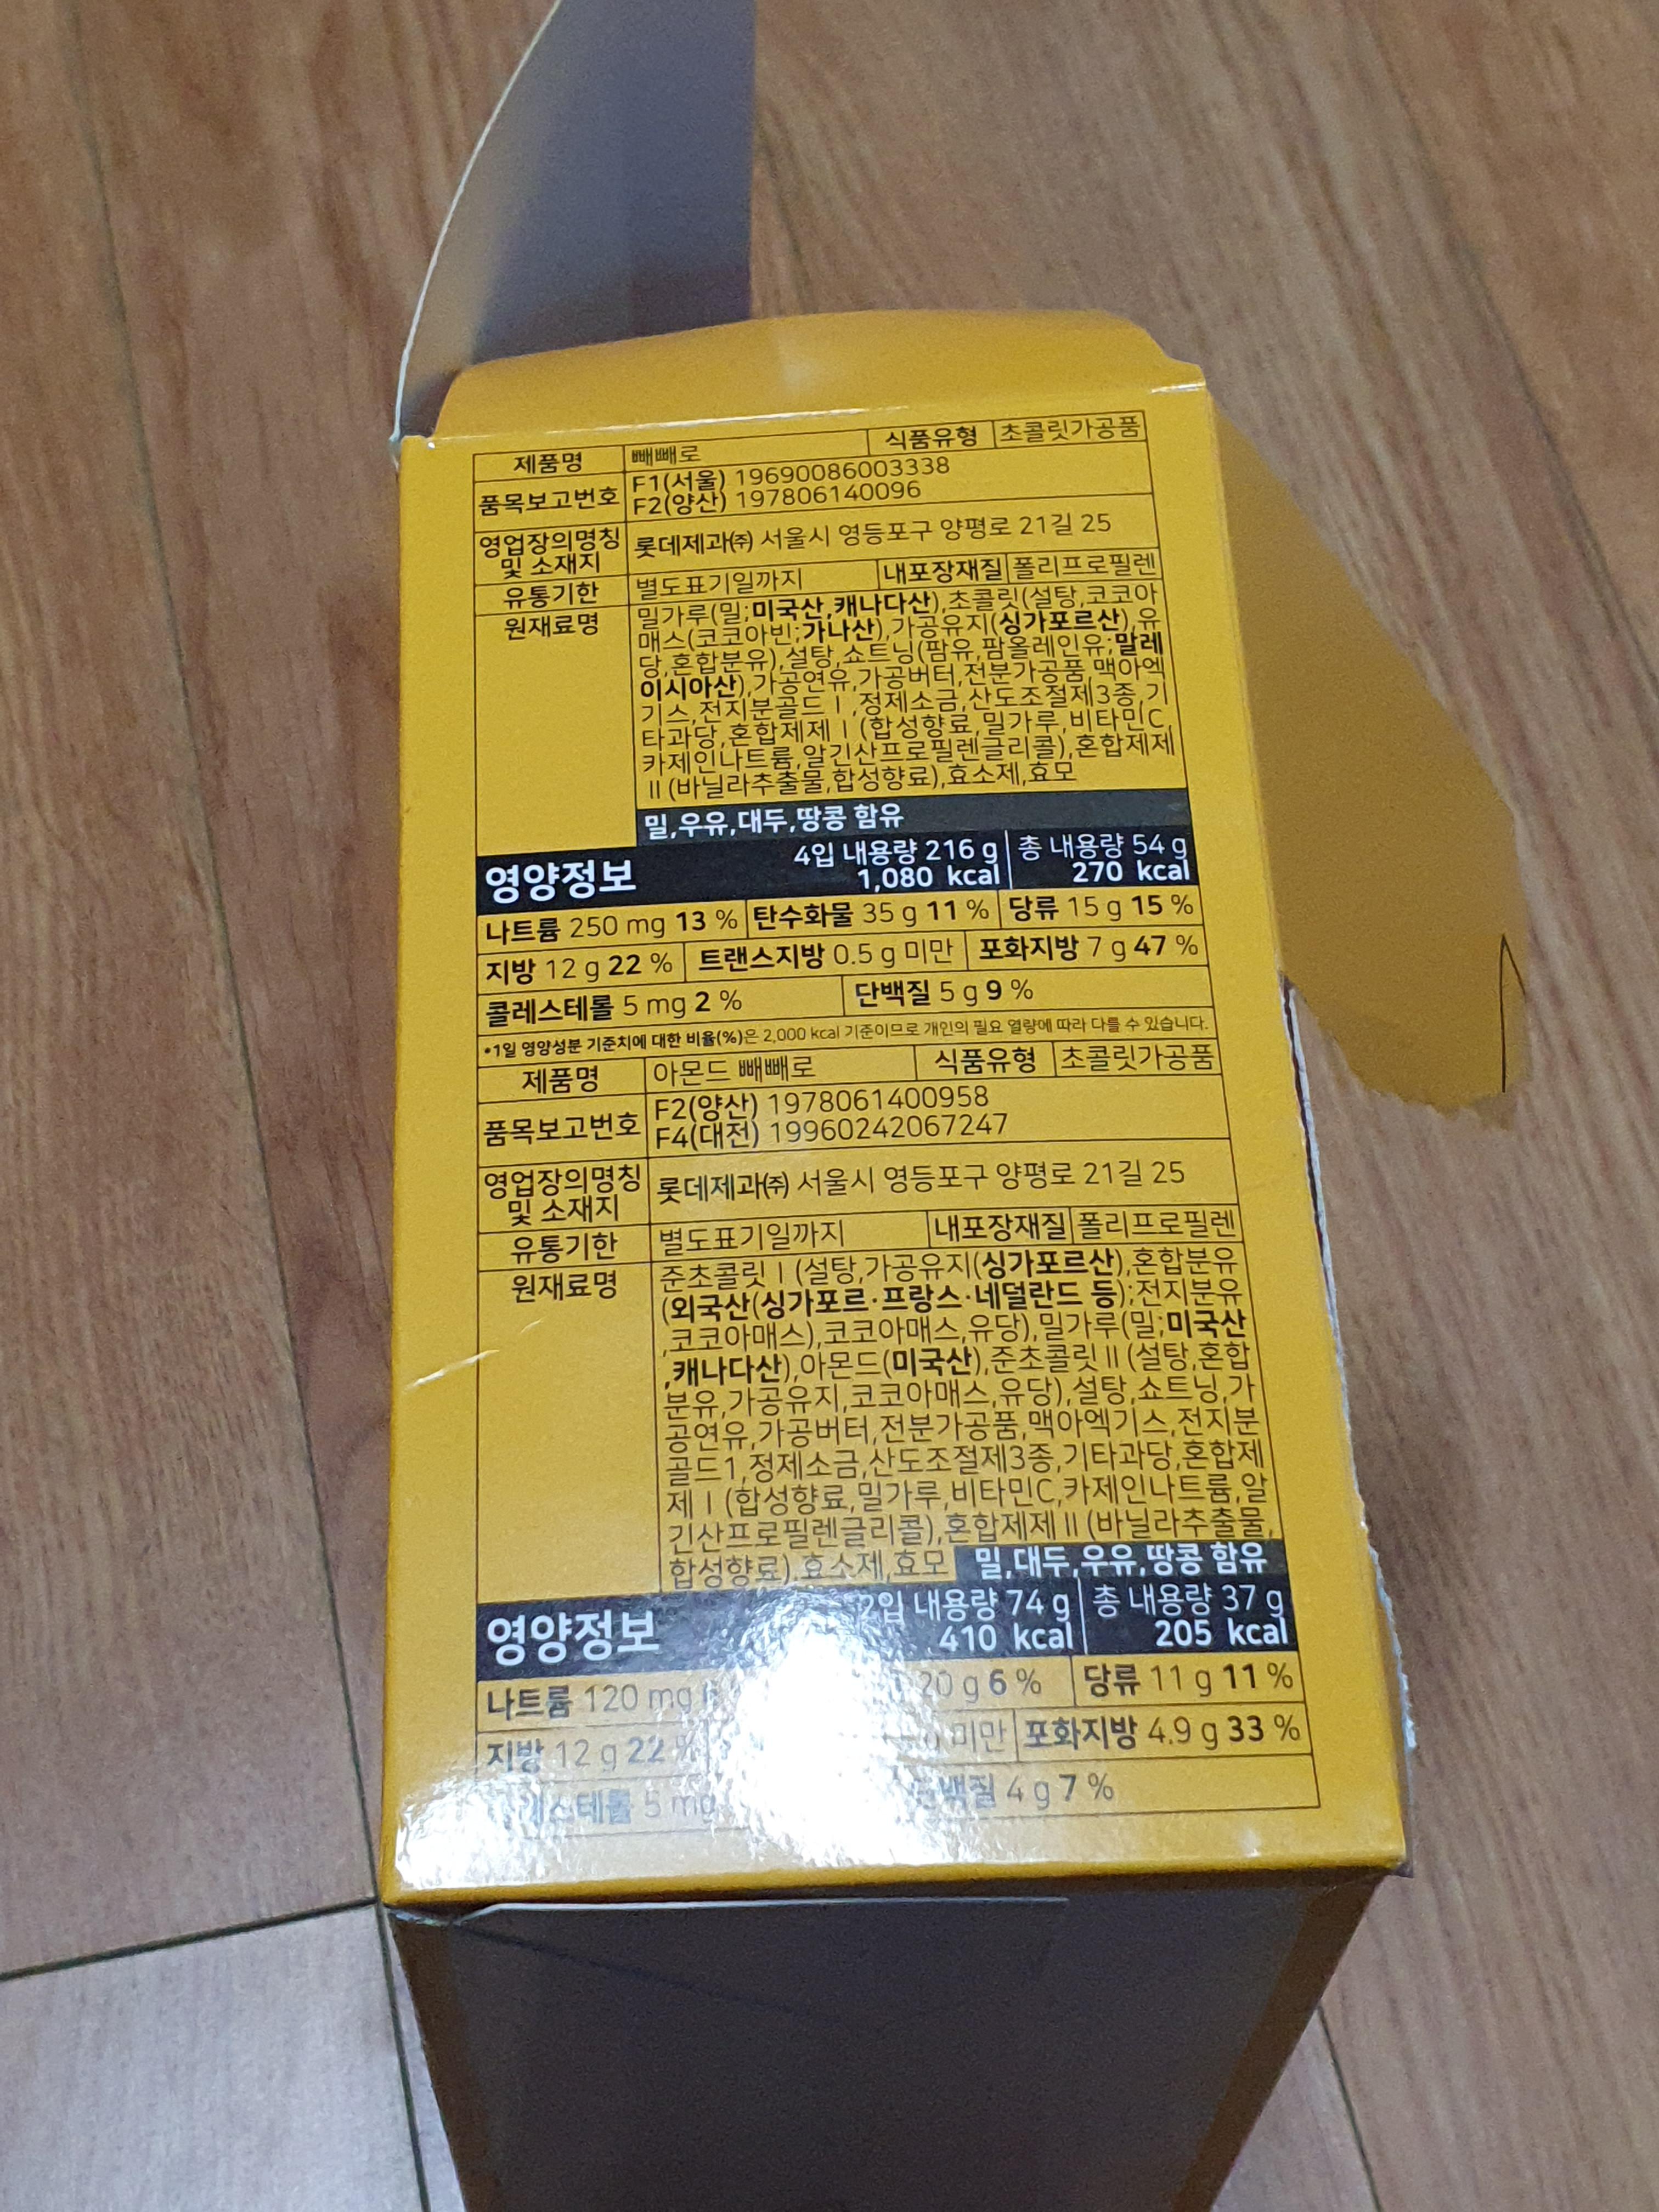 제품명 빼빼로 식품유형 초콜릿가공품
품목보고번호 F1(서울) 19690086003338
F2(양산) 197806140096
영업장의명칭 및 소재지 롯데제과㈜ 서울시 영등포구 양평로 21길 25
유통기한 별도표기일까지 내포장재질 폴리프로필렌
원재료명 밀가루(밀;미국산,캐나다산),초콜릿(설탕,코코아
매스(코코아빈;가나산),가공유지(싱가포르산),유
당,혼합분유),설탕,쇼트닝(팜유,팜올레인유;말레
이시아산),가공연유,가공버터,전분가공품,맥아엑
기스,전지분골드Ⅰ,정제소금,산도조절제3종,기
타과당,혼합제제Ⅰ(합성향료,밀가루,비타민C,
카제인나트륨,알긴산프로필렌글리콜),혼합제제
Ⅱ(바닐라추출물,합성향료),효소제,효모
밀,우유,대두,땅콩 함유
영양정보 4입 내용량 216 g 총 내용량 54 g
1,080 kcal 270 kcal
나트륨 250 mg 13 % 탄수화물 35 g 11 % 당류 15 g 15 %
지방 12 g 22 % 트랜스지방 0.5 g 미만 포화지방 7 g 47 %
콜레스테롤 5 mg 2 % 단백질 5 g 9 %
•1일 영양성분 기준치에 대한 비율(%)은 2,000 kcal 기준이므로 개인의 필요 열량에 따라 다를 수 있습니다.
제품명 아몬드 빼빼로 식품유형 초콜릿가공품
품목보고번호 F2(양산) 1978061400958
F4(대전) 19960242067247
영업장의명칭 및 소재지 롯데제과㈜ 서울시 영등포구 양평로 21길 25
유통기한 별도표기일까지 내포장재질 폴리프로필렌
원재료명 준초콜릿Ⅰ(설탕,가공유지(싱가포르산),혼합분유
(외국산(싱가포르·프랑스·네덜란드 등);전지분유
,코코아매스),코코아매스,유당),밀가루(밀;미국산
,캐나다산),아몬드(미국산),준초콜릿Ⅱ(설탕,혼합
분유,가공유지,코코아매스,유당),설탕,쇼트닝,가
공연유,가공버터,전분가공품,맥아엑기스,전지분
골드1,정제소금,산도조절제3종,기타과당,혼합제
제Ⅰ(합성향료,밀가루,비타민C,카제인나트륨,알
긴산프로필렌글리콜),혼합제제Ⅱ(바닐라추출물,
합성향료),효소제,효모 밀,대두,우유,땅콩 함유
영양정보 2입 내용량 74 g 총 내용량 37 g
410 kcal 205 kcal
나트륨 120 mg 20 g 6 % 당류 11 g 11 %
지방 12 g 22 % 미만 포화지방 4.9 g 33 %
5 mg 단백질 4 g 7 %